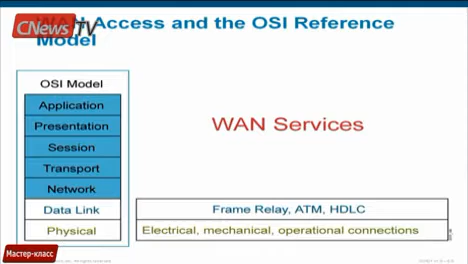 CNews TV
WAN Access and the OSI Reference
Model
OSI Model
Application
Presentation
Session
Transport
Network
Data Link
Physical
WAN Services
Frame Relay, ATM, HDLC
Electrical, mechanical, operational connections
Мастер-класс